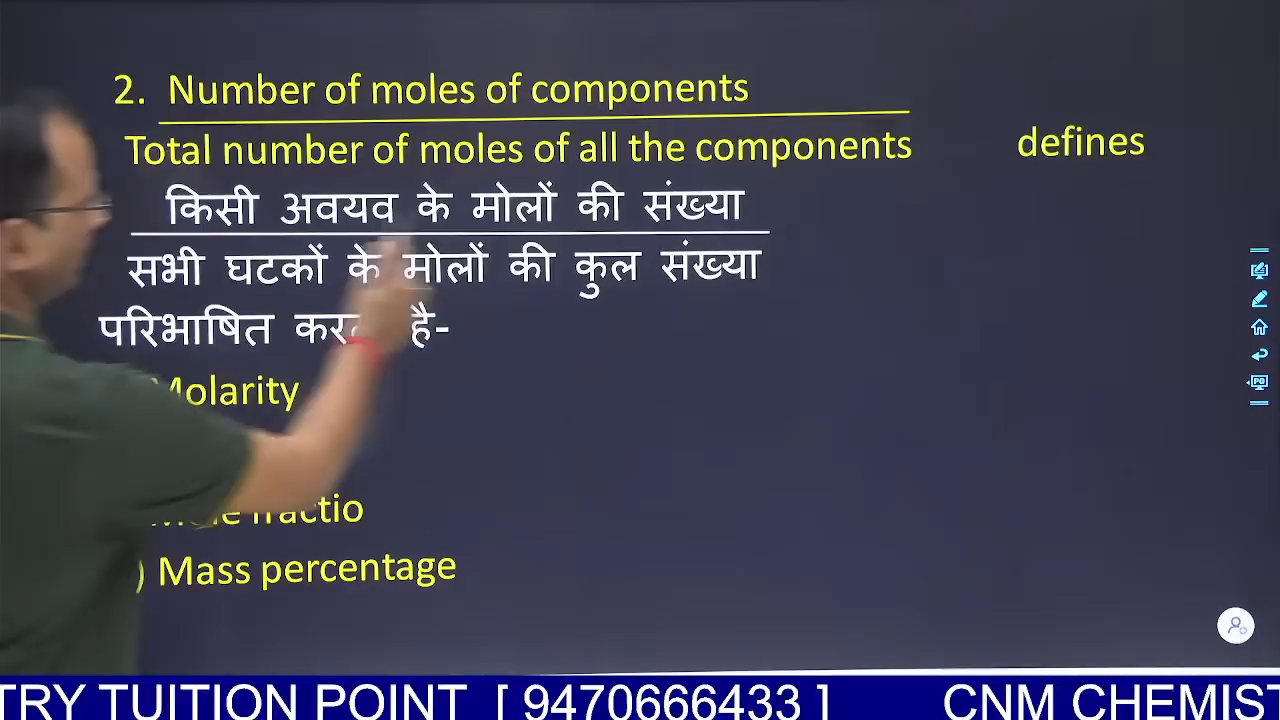 2. Number of moles of components
Total number of moles of all the components defines
किसी अवयव के मोलों की संख्या
सभी घटकों के मोलों की कुल संख्या
परिभाषित है-
Molarity
fractio
) Mass percentage
TRY TUITION POINT [ 9470666433 ] CNM CHEMIST